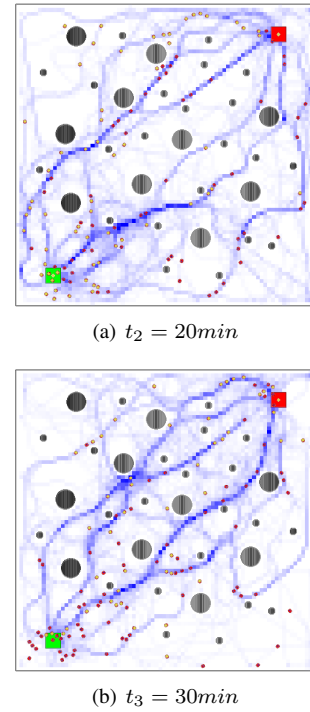 (a) t₂ = 20min
(b) t₃ = 30min